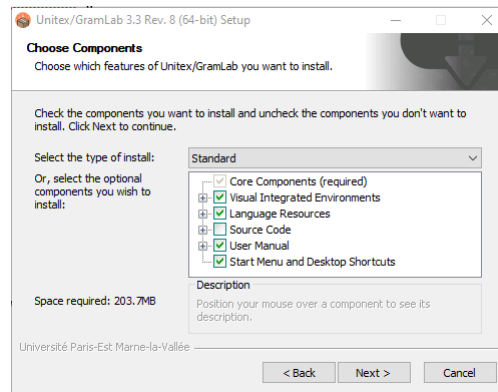 Unitex/GramLab 3.3 Rev. 8 (64-bit) Setup
Choose Components
Choose which features of Unitex/GramLab you want to install.
Check the components you want to install and uncheck the components you don't want to
install. Click Next to continue.
Select the type of install:
Standard
Or, select the optional
components you wish to
install:
Core Components (required)
Visual Integrated Environments
Language Resources
Source Code
User Manual
Start Menu and Desktop Shortcuts
Space required: 203.7MB
Description
Position your mouse over a component to see its
description.
Université Paris-Est Marne-la-Vallée
< Back
Next >
Cancel